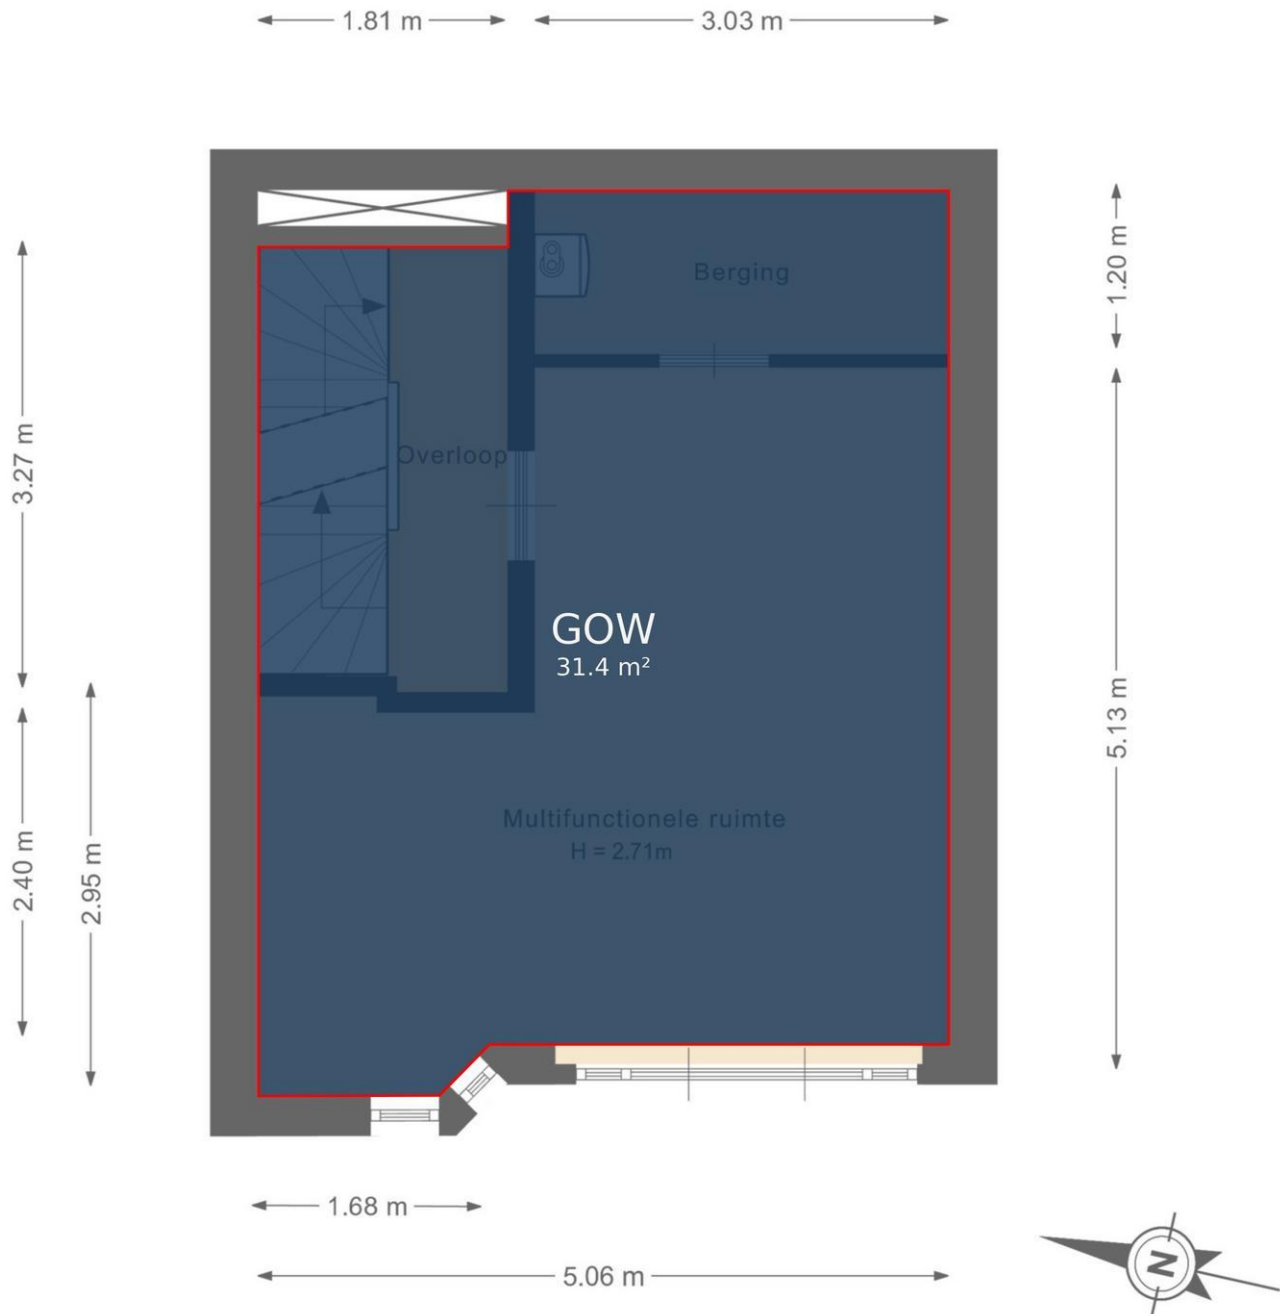 1.81 m
3.03 m
Berging
1.20 m
3.27 m
Overloop
GOW
31.4 m²
5.13 m
2.40 m
2.95 m
Multifunctionele ruimte
H = 2.71m
1.68 m
5.06 m
N